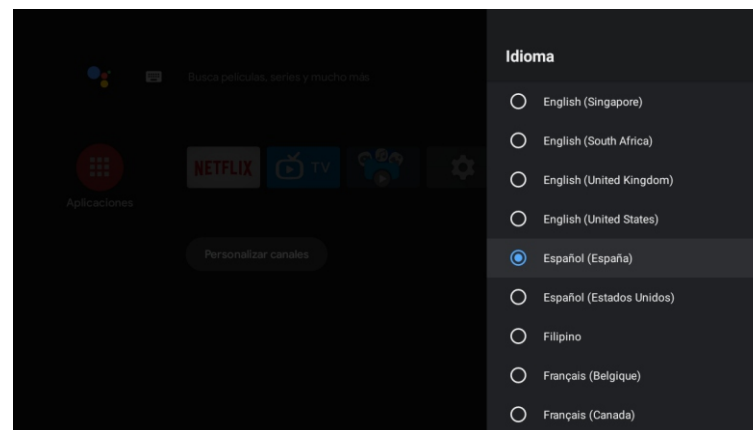 Idioma
English (Singapore)
English (South Africa)
English (United Kingdom)
English (United States)
Español (España)
Español (Estados Unidos)
Filipino
Français (Belgique)
Français (Canada)
Busca películas, series y mucho más
NETFLIX
TV
Aplicaciones
Personalizar canales